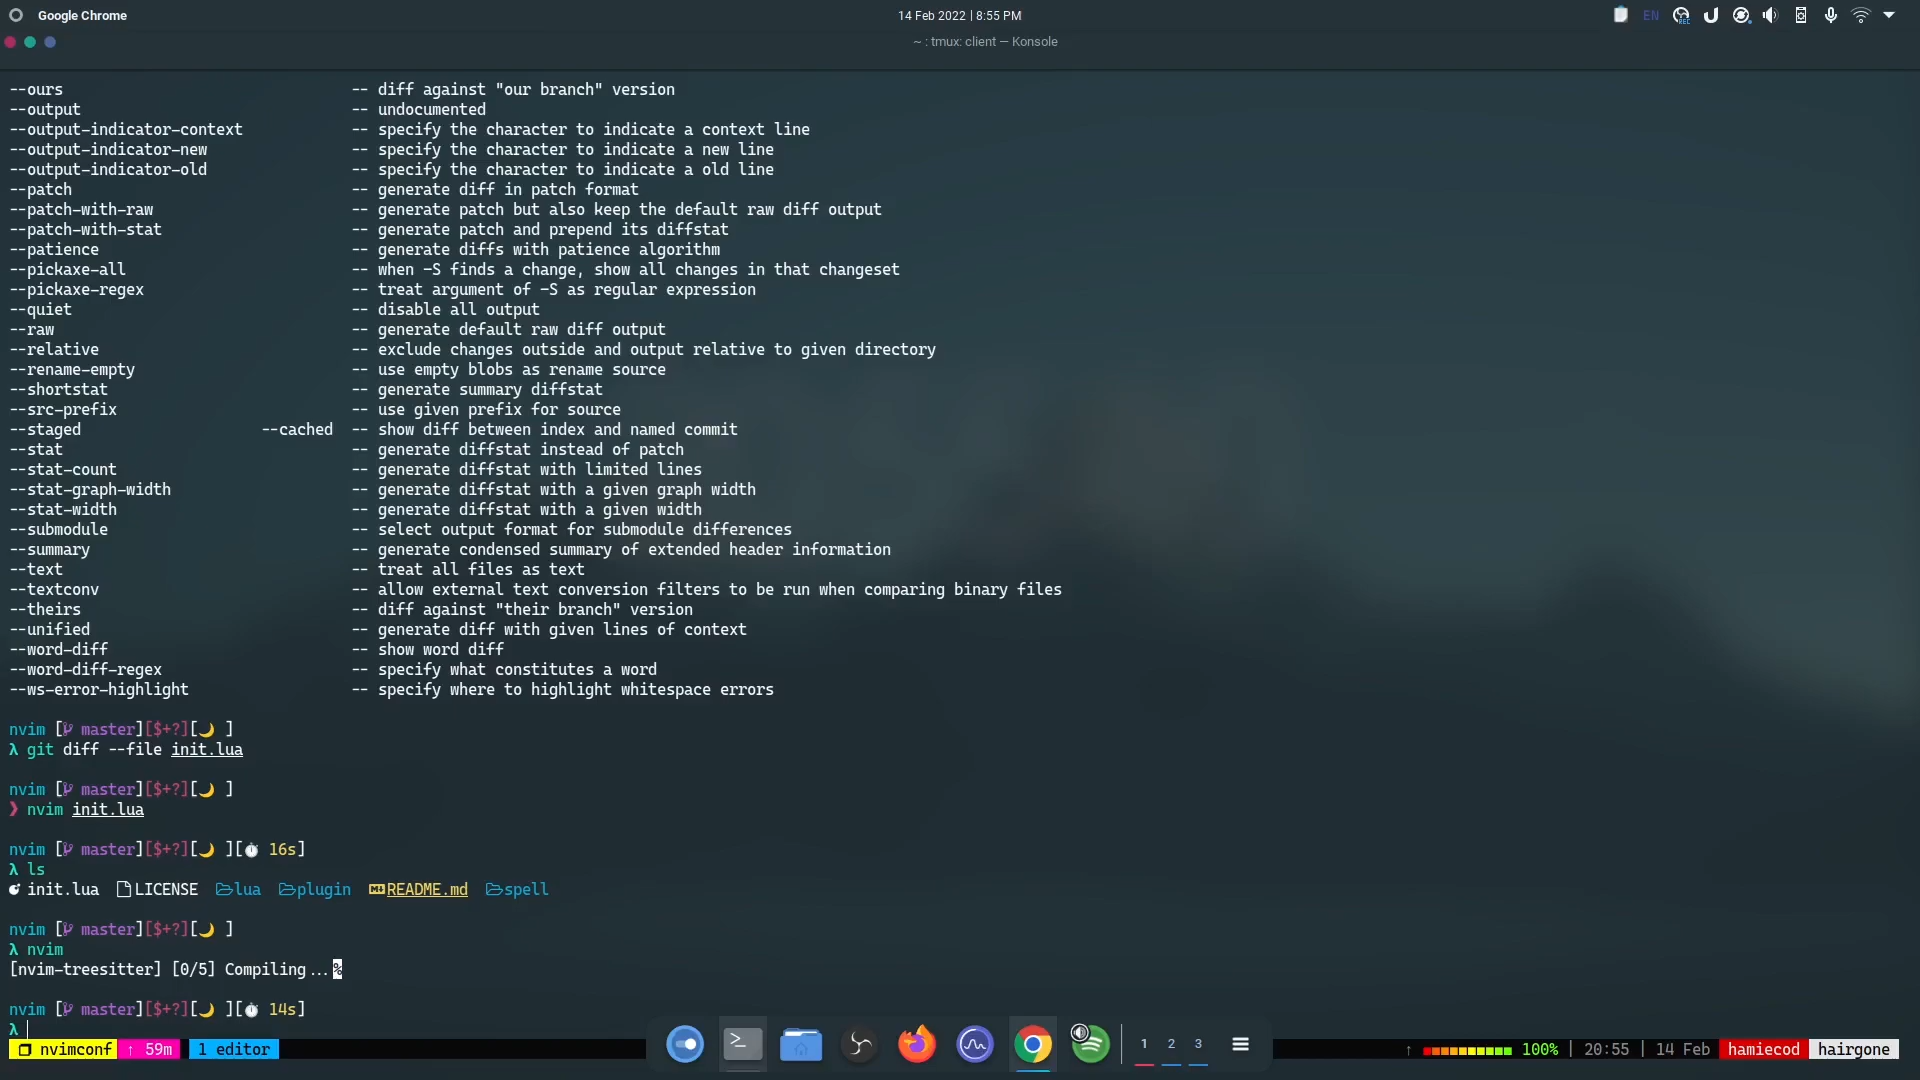 Google Chrome 14 Feb 2022 | 8:55 PM EN REC
~ : tmux: client — Konsole
--ours -- diff against "our branch" version
--output -- undocumented
--output-indicator-context -- specify the character to indicate a context line
--output-indicator-new -- specify the character to indicate a new line
--output-indicator-old -- specify the character to indicate a old line
--patch -- generate diff in patch format
--patch-with-raw -- generate patch but also keep the default raw diff output
--patch-with-stat -- generate patch and prepend its diffstat
--patience -- generate diffs with patience algorithm
--pickaxe-all -- when -S finds a change, show all changes in that changeset
--pickaxe-regex -- treat argument of -S as regular expression
--quiet -- disable all output
--raw -- generate default raw diff output
--relative -- exclude changes outside and output relative to given directory
--rename-empty -- use empty blobs as rename source
--shortstat -- generate summary diffstat
--src-prefix -- use given prefix for source
--staged --cached -- show diff between index and named commit
--stat -- generate diffstat instead of patch
--stat-count -- generate diffstat with limited lines
--stat-graph-width -- generate diffstat with a given graph width
--stat-width -- generate diffstat with a given width
--submodule -- select output format for submodule differences
--summary -- generate condensed summary of extended header information
--text -- treat all files as text
--textconv -- allow external text conversion filters to be run when comparing binary files
--theirs -- diff against "their branch" version
--unified -- generate diff with given lines of context
--word-diff -- show word diff
--word-diff-regex -- specify what constitutes a word
--ws-error-highlight -- specify where to highlight whitespace errors
nvim [master][$+?][🌙 ]
λ git diff --file init.lua
nvim [master][$+?][🌙 ]
❯ nvim init.lua
nvim [master][$+?][🌙 ][⏱ 16s]
λ ls
init.lua LICENSE lua plugin README.md spell
nvim [master][$+?][🌙 ]
λ nvim
[nvim-treesitter] [0/5] Compiling...%
nvim [master][$+?][🌙 ][⏱ 14s]
λ
nvimconf ↑ 59m 1 editor 1 2 3 ↑ 100% | 20:55 | 14 Feb hamiecod hairgone